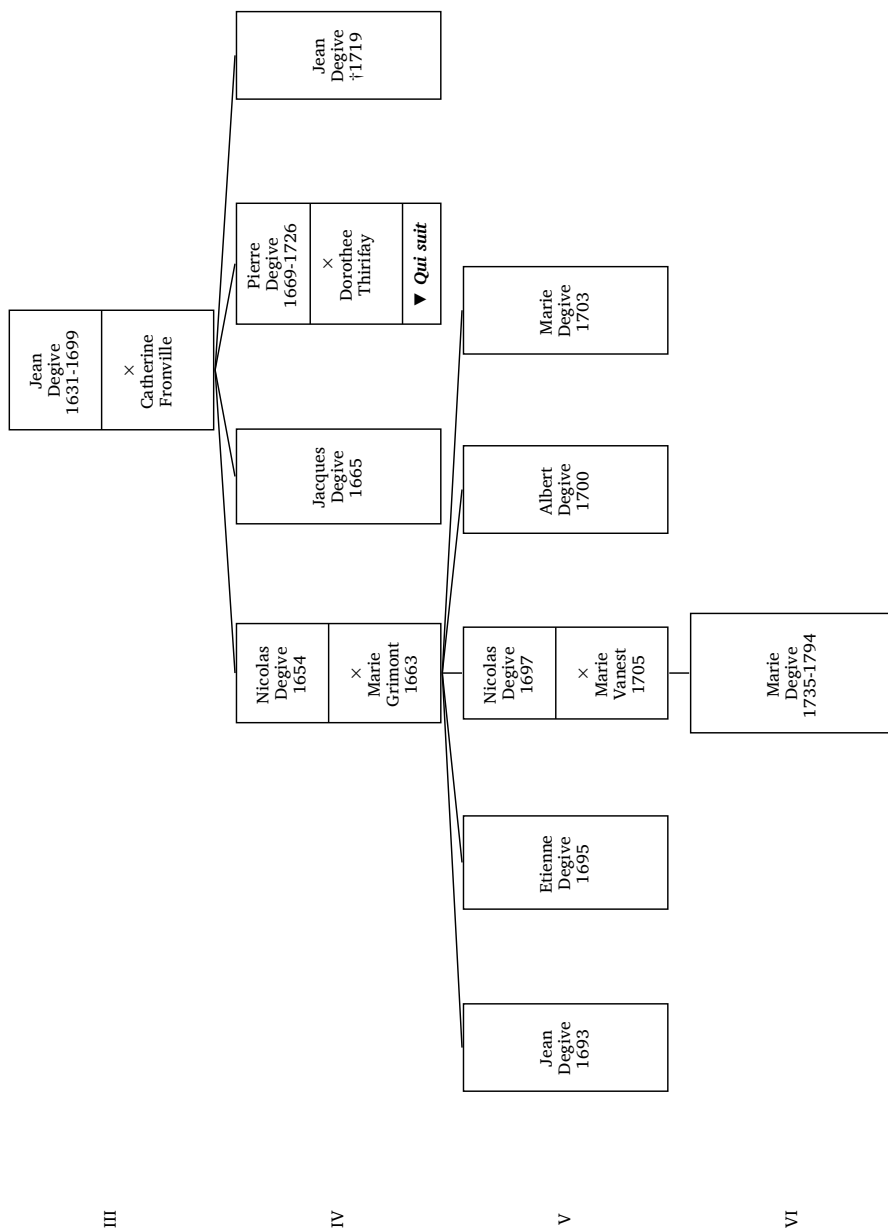 III
Jean
Degive
1631-1699
×
Catherine
Fronville
IV
Nicolas
Degive
1654
×
Marie
Grimont
1663
Jacques
Degive
1665
Pierre
Degive
1669-1726
×
Dorothee
Thirifay
▼ Qui suit
Jean
Degive
†1719
V
Jean
Degive
1693
Etienne
Degive
1695
Nicolas
Degive
1697
×
Marie
Vanest
1705
Albert
Degive
1700
Marie
Degive
1703
VI
Marie
Degive
1735-1794